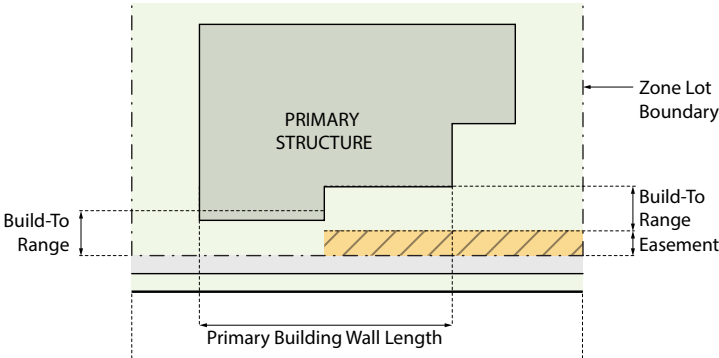 Zone Lot
Boundary
PRIMARY
STRUCTURE
Build-To
Range
Build-To
Range
Easement
Primary Building Wall Length